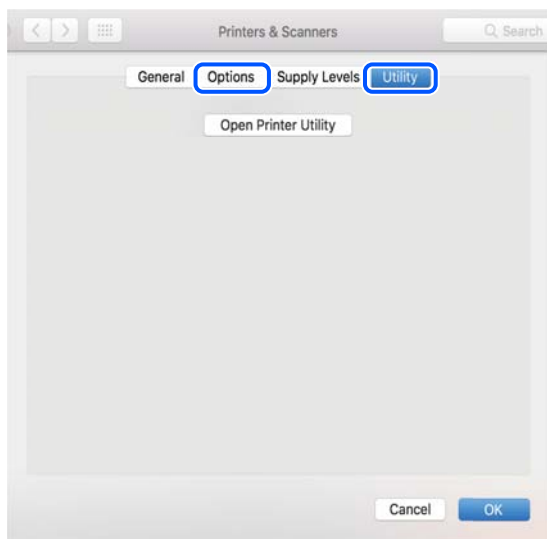 Printers & Scanners
Search
General Options Supply Levels Utility
Open Printer Utility
Cancel OK